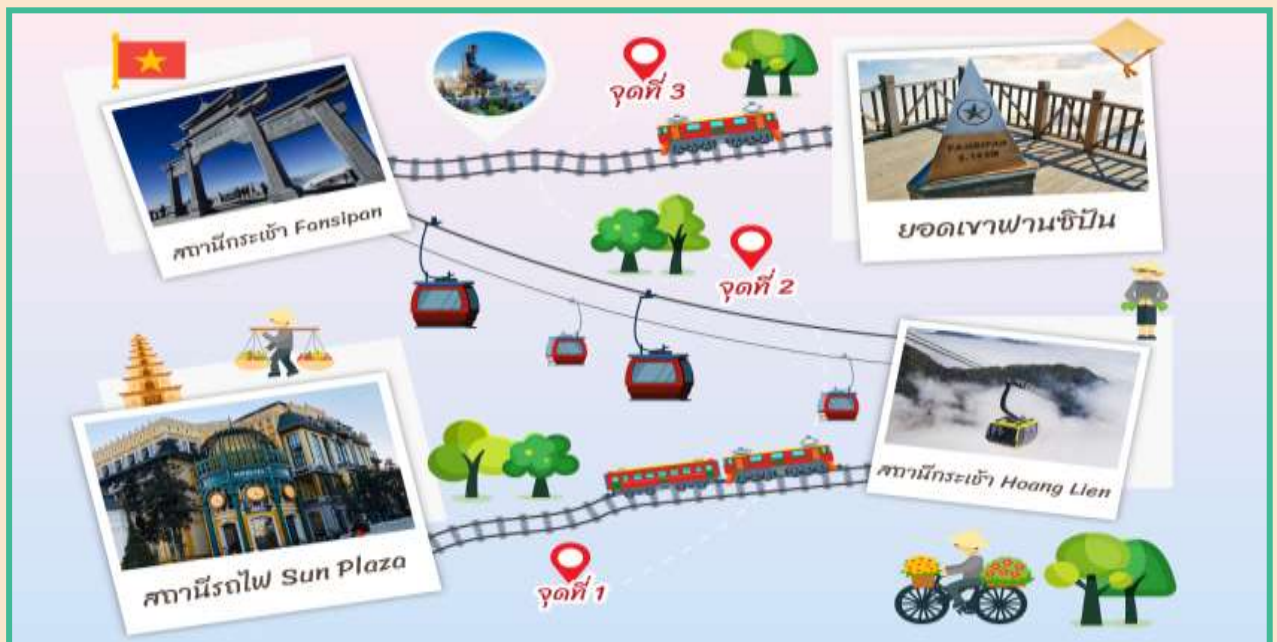 จุดที่ 3
FANSIPAN
สถานีกระเช้า Fansipan
ยอดเขาฟานซิปัน
จุดที่ 2
สถานีกระเช้า Hoang Lien
สถานีรถไฟ Sun Plaza
จุดที่ 1